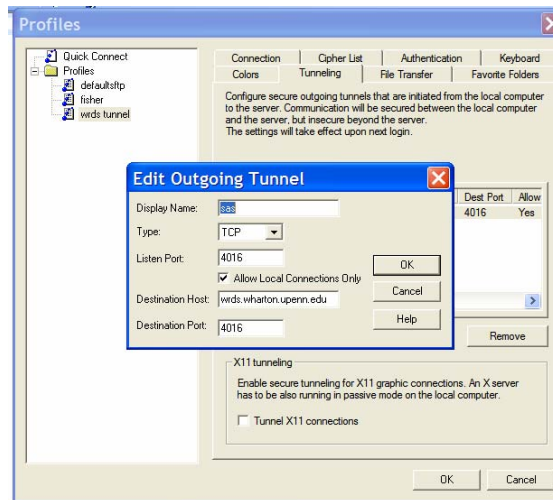 Profiles
Quick Connect
Profiles
defaultsftp
fisher
wrds tunnel
Connection Cipher List Authentication Keyboard
Colors Tunneling File Transfer Favorite Folders
Configure secure outgoing tunnels that are initiated from the local computer
to the server. Communication will be secured between the local computer
and the server, but insecure beyond the server.
The settings will take effect upon next login.
Edit Outgoing Tunnel
Display Name: sas
Type: TCP
Listen Port: 4016
Allow Local Connections Only
Destination Host: wrds.wharton.upenn.edu
Destination Port: 4016
OK
Cancel
Help
Dest Port Allow
4016 Yes
Remove
X11 tunneling
Enable secure tunneling for X11 graphic connections. An X server
has to be also running in passive mode on the local computer.
Tunnel X11 connections
OK Cancel